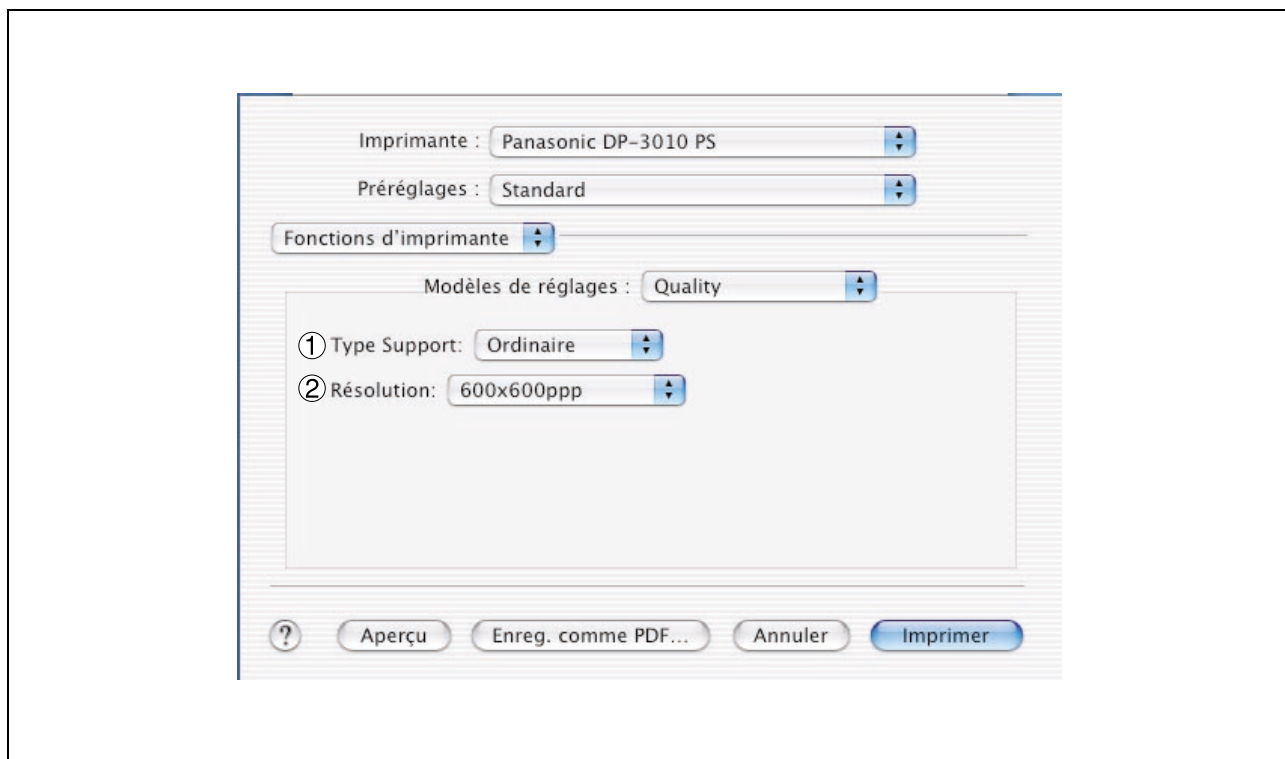 Imprimante : Panasonic DP-3010 PS
Préréglages : Standard
Fonctions d'imprimante
Modèles de réglages : Quality
① Type Support: Ordinaire
② Résolution: 600x600ppp
? Aperçu Enreg. comme PDF... Annuler Imprimer